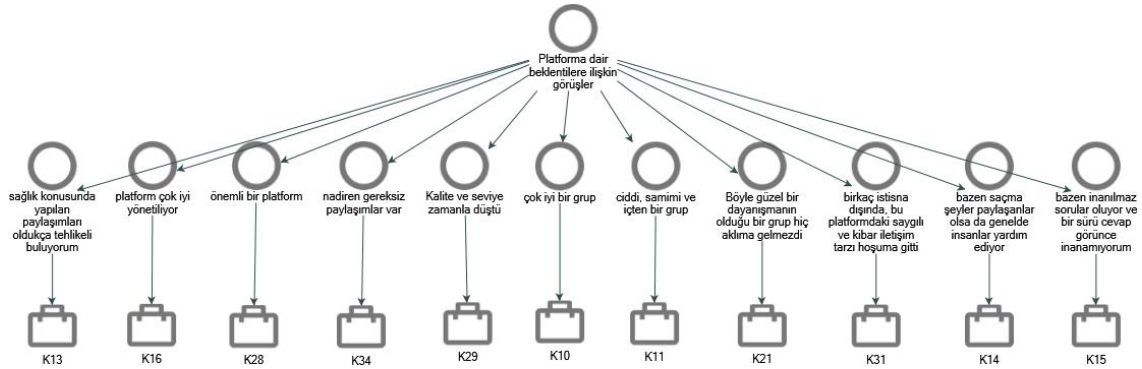 Platforma dair
beklentilere ilişkin
görüşler
sağlık konusunda
yapılan
paylaşımları
oldukça tehlikeli
buluyorum
platform çok iyi
yönetiliyor
önemli bir platform
nadiren gereksiz
paylaşımlar var
Kalite ve seviye
zamanla düştü
çok iyi bir grup
ciddi, samimi ve
içten bir grup
Böyle güzel bir
dayanışmanın
olduğu bir grup hiç
aklıma gelmezdi
birkaç istisna
dışında, bu
platformdaki saygılı
ve kibar iletişim
tarzı hoşuma gitti
bazen saçma
şeyler paylaşanlar
olsa da genelde
insanlar yardım
ediyor
bazen inanılmaz
sorular oluyor ve
bir sürü cevap
görünce
inanamıyorum
K13
K16
K28
K34
K29
K10
K11
K21
K31
K14
K15